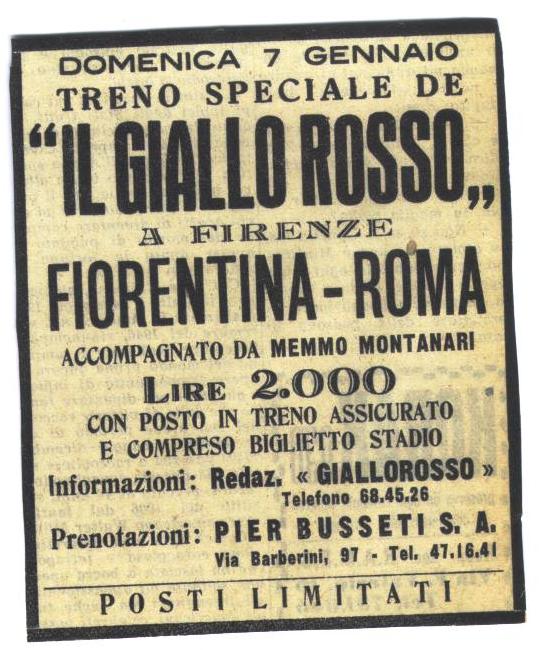 DOMENICA 7 GENNAIO
TRENO SPECIALE DE
“IL GIALLO ROSSO„
A FIRENZE
FIORENTINA - ROMA
ACCOMPAGNATO DA MEMMO MONTANARI
LIRE 2.000
CON POSTO IN TRENO ASSICURATO
E COMPRESO BIGLIETTO STADIO
Informazioni: Redaz. « GIALLOROSSO »
Telefono 68.45.26
Prenotazioni: PIER BUSSETI S. A.
Via Barberini, 97 - Tel. 47.16.41
POSTI LIMITATI